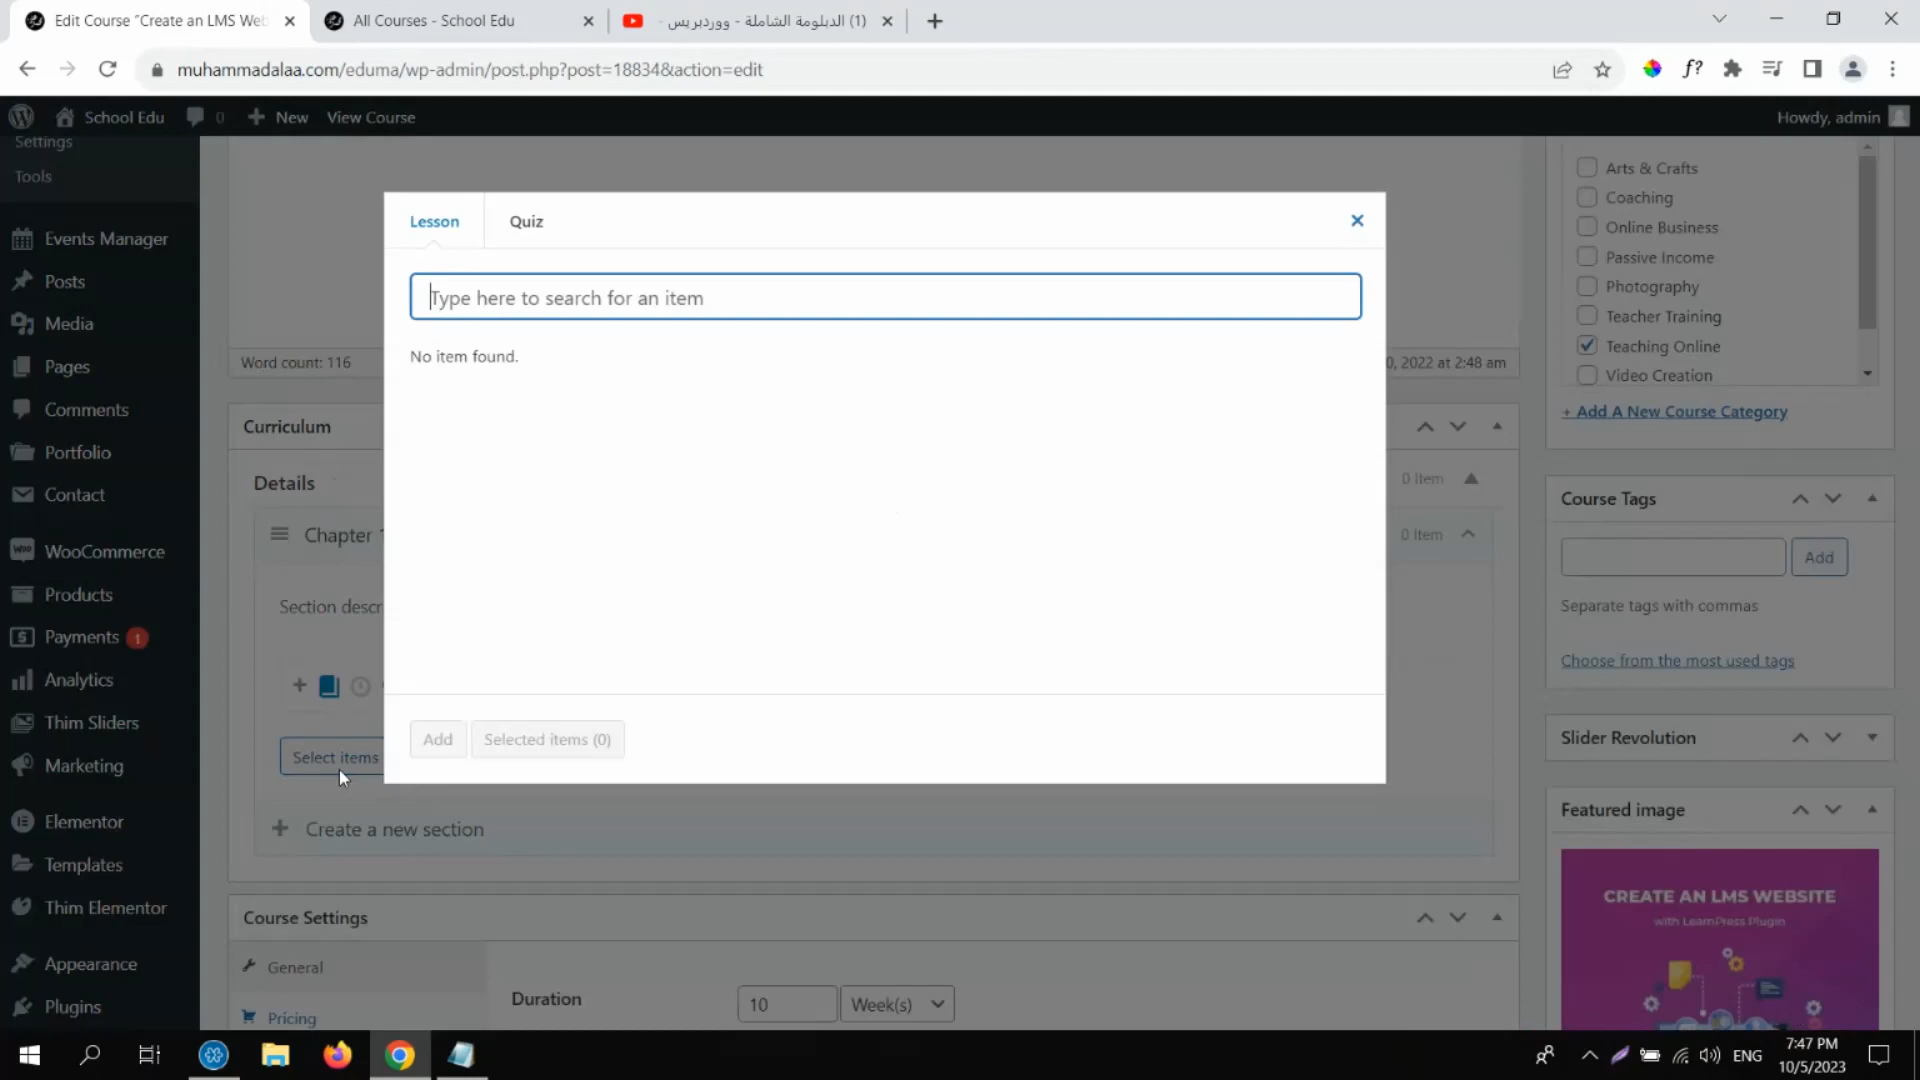 Edit Course "Create an LMS Web
All Courses - School Edu
(1) الدبلومة الشاملة - ووردبريس -
muhammadalaa.com/eduma/wp-admin/post.php?post=18834&action=edit
f?
School Edu
0
New
View Course
Howdy, admin
Settings
Tools
Events Manager
Posts
Media
Pages
Comments
Portfolio
Contact
WooCommerce
Products
Payments 1
Analytics
Thim Sliders
Marketing
Elementor
Templates
Thim Elementor
Appearance
Plugins
Lesson
Quiz
Type here to search for an item
No item found.
Add
Selected items (0)
Word count: 116
0, 2022 at 2:48 am
Curriculum
Details
0 Item
Chapter 1
0 Item
Section descr
Select items
Create a new section
Course Settings
General
Pricing
Duration
10
Week(s)
Arts & Crafts
Coaching
Online Business
Passive Income
Photography
Teacher Training
Teaching Online
Video Creation
+ Add A New Course Category
Course Tags
Add
Separate tags with commas
Choose from the most used tags
Slider Revolution
Featured image
CREATE AN LMS WEBSITE
with LearnPress Plugin
ENG
7:47 PM
10/5/2023